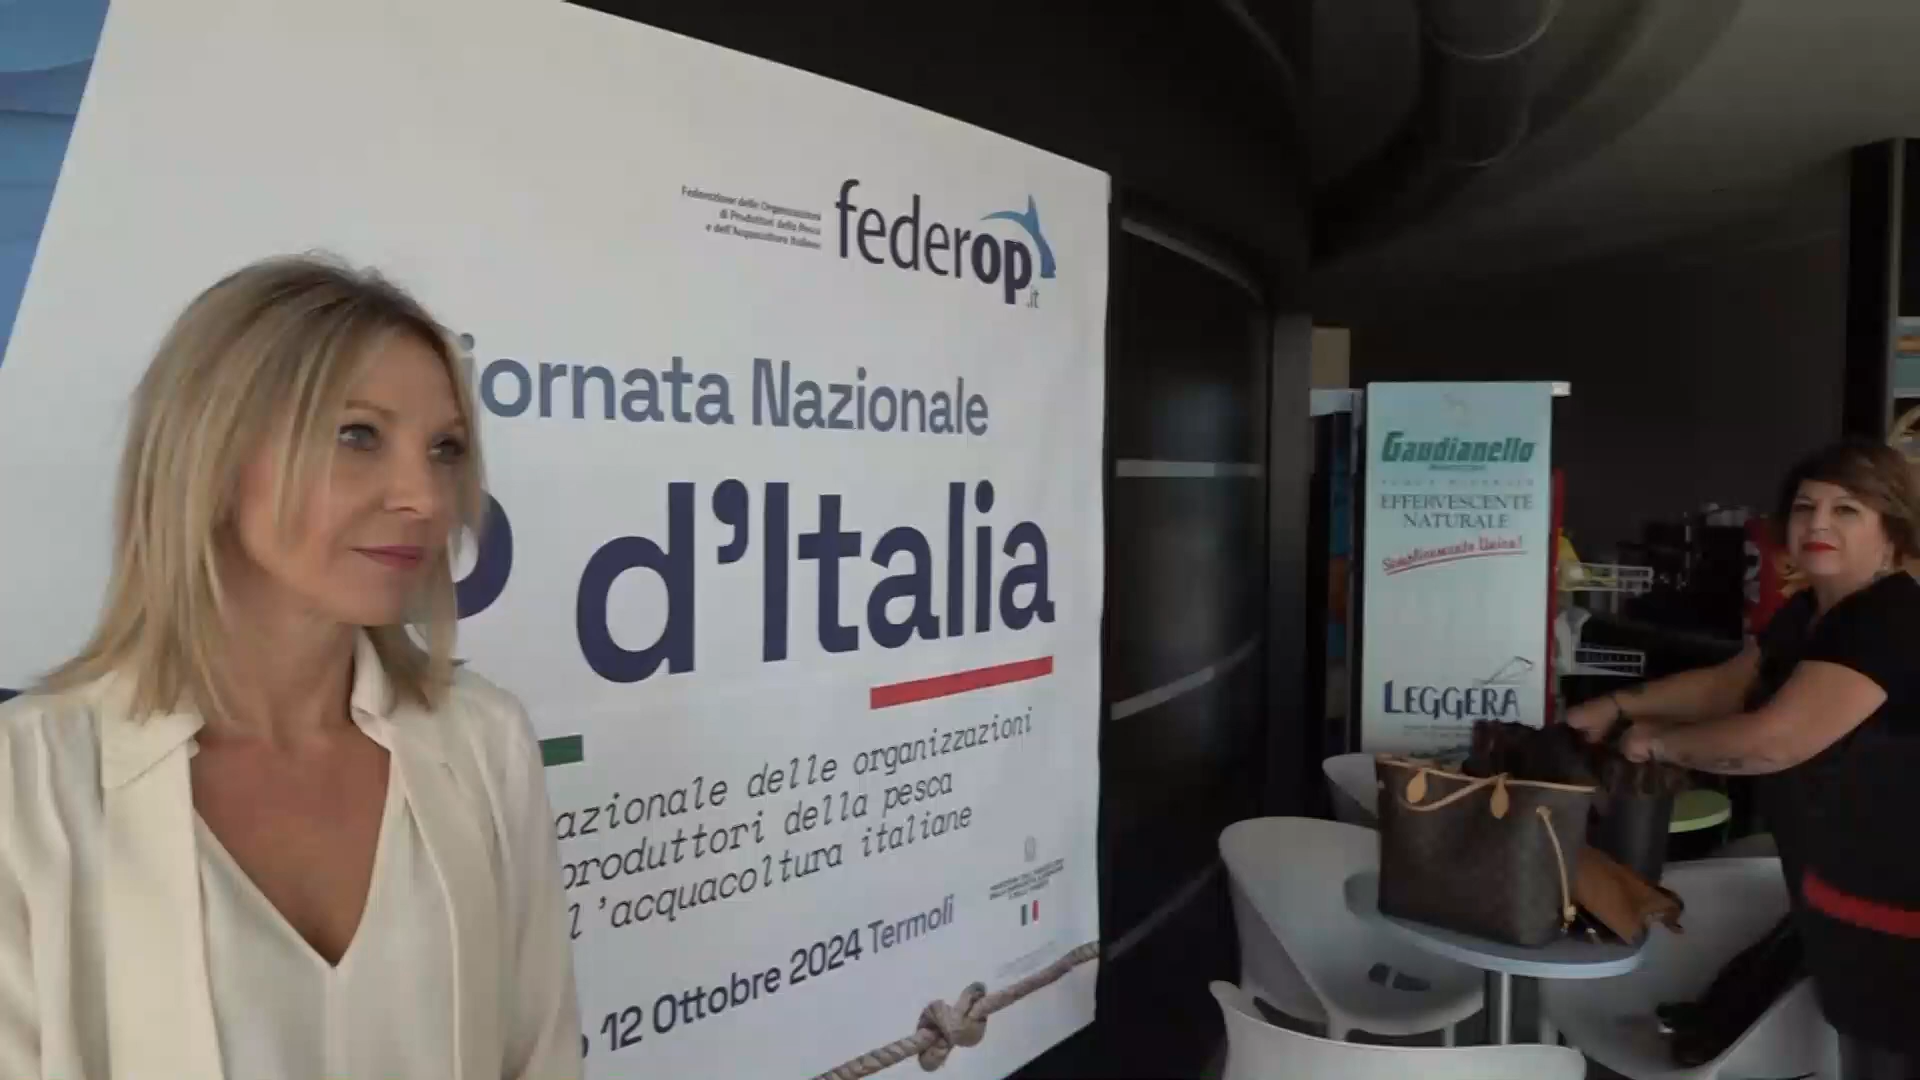 Federazione delle Organizzazioni
di Produttori della Pesca
e dell'Acquacoltura Italiane
federop
.it
iornata Nazionale
P d'Italia
azionale delle organizzazioni
produttori della pesca
l'acquacoltura italiane
12 Ottobre 2024 Termoli
Gaudianello
EFFERVESCENTE
NATURALE
Semplicemente Unica!
LEGGERA